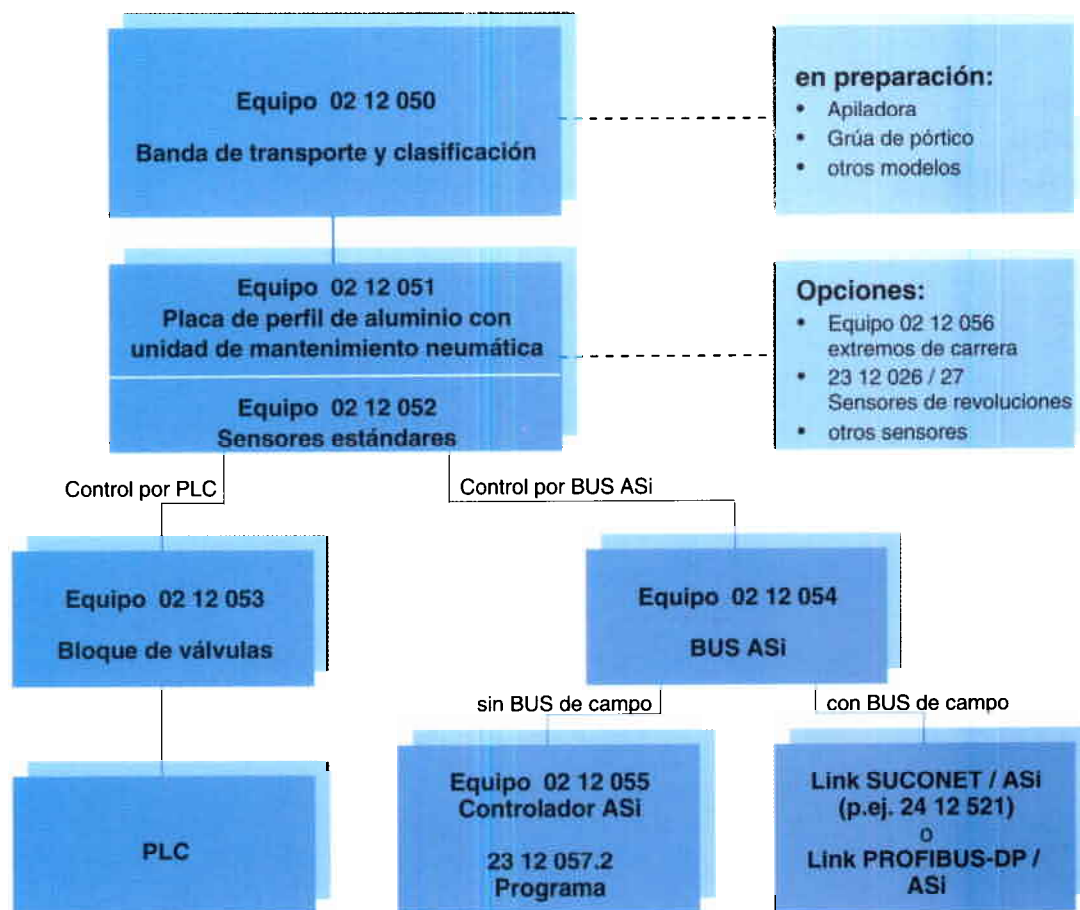 Equipo 02 12 050
Banda de transporte y clasificación
en preparación:
• Apiladora
• Grúa de pórtico
• otros modelos
Equipo 02 12 051
Placa de perfil de aluminio con
unidad de mantenimiento neumática
Equipo 02 12 052
Sensores estándares
Opciones:
• Equipo 02 12 056
extremos de carrera
• 23 12 026 / 27
Sensores de revoluciones
• otros sensores
Control por PLC
Control por BUS ASi
Equipo 02 12 053
Bloque de válvulas
Equipo 02 12 054
BUS ASi
sin BUS de campo
con BUS de campo
PLC
Equipo 02 12 055
Controlador ASi
23 12 057.2
Programa
Link SUCONET / ASi
(p.ej. 24 12 521)
o
Link PROFIBUS-DP /
ASi